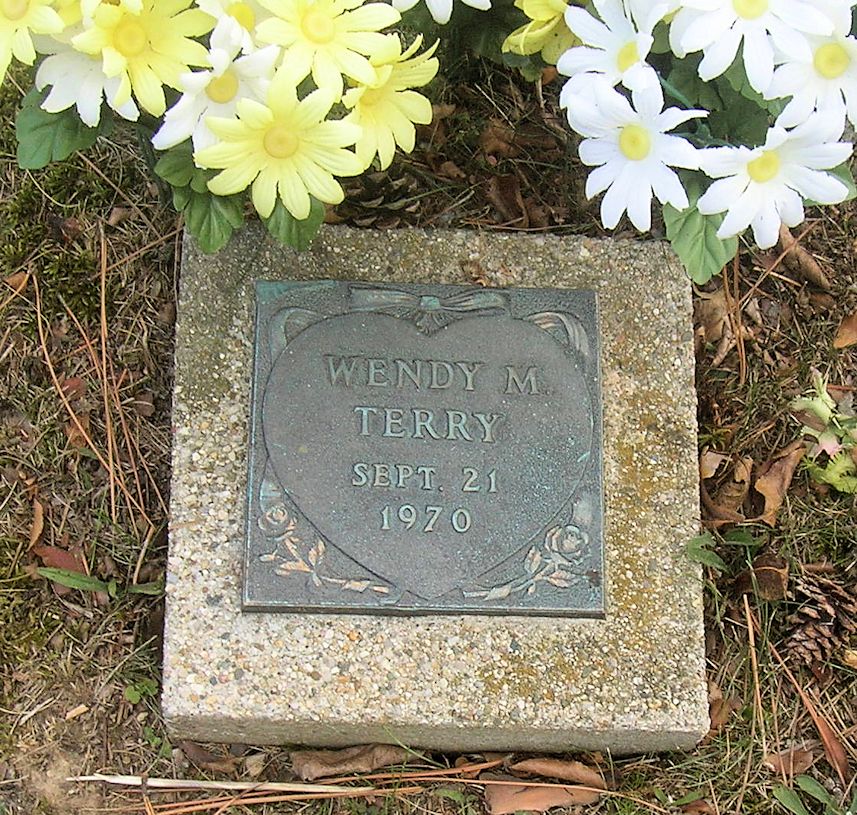 WENDY M.
TERRY
SEPT. 21
1970